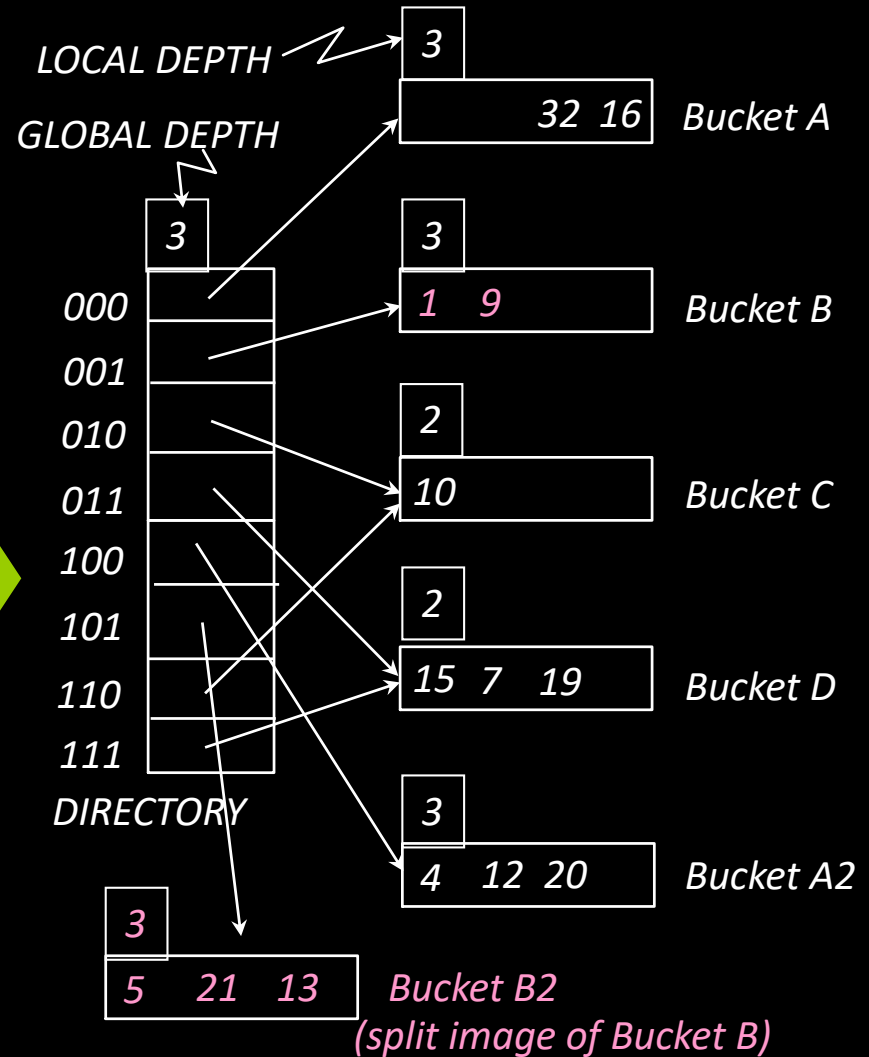 LOCAL DEPTH
3
32 16
Bucket A
GLOBAL DEPTH
3
3
1 9
Bucket B
000
001
010
011
100
101
110
111
DIRECTORY
2
10
Bucket C
2
15 7 19
Bucket D
3
4 12 20
Bucket A2
3
5 21 13
Bucket B2
(split image of Bucket B)